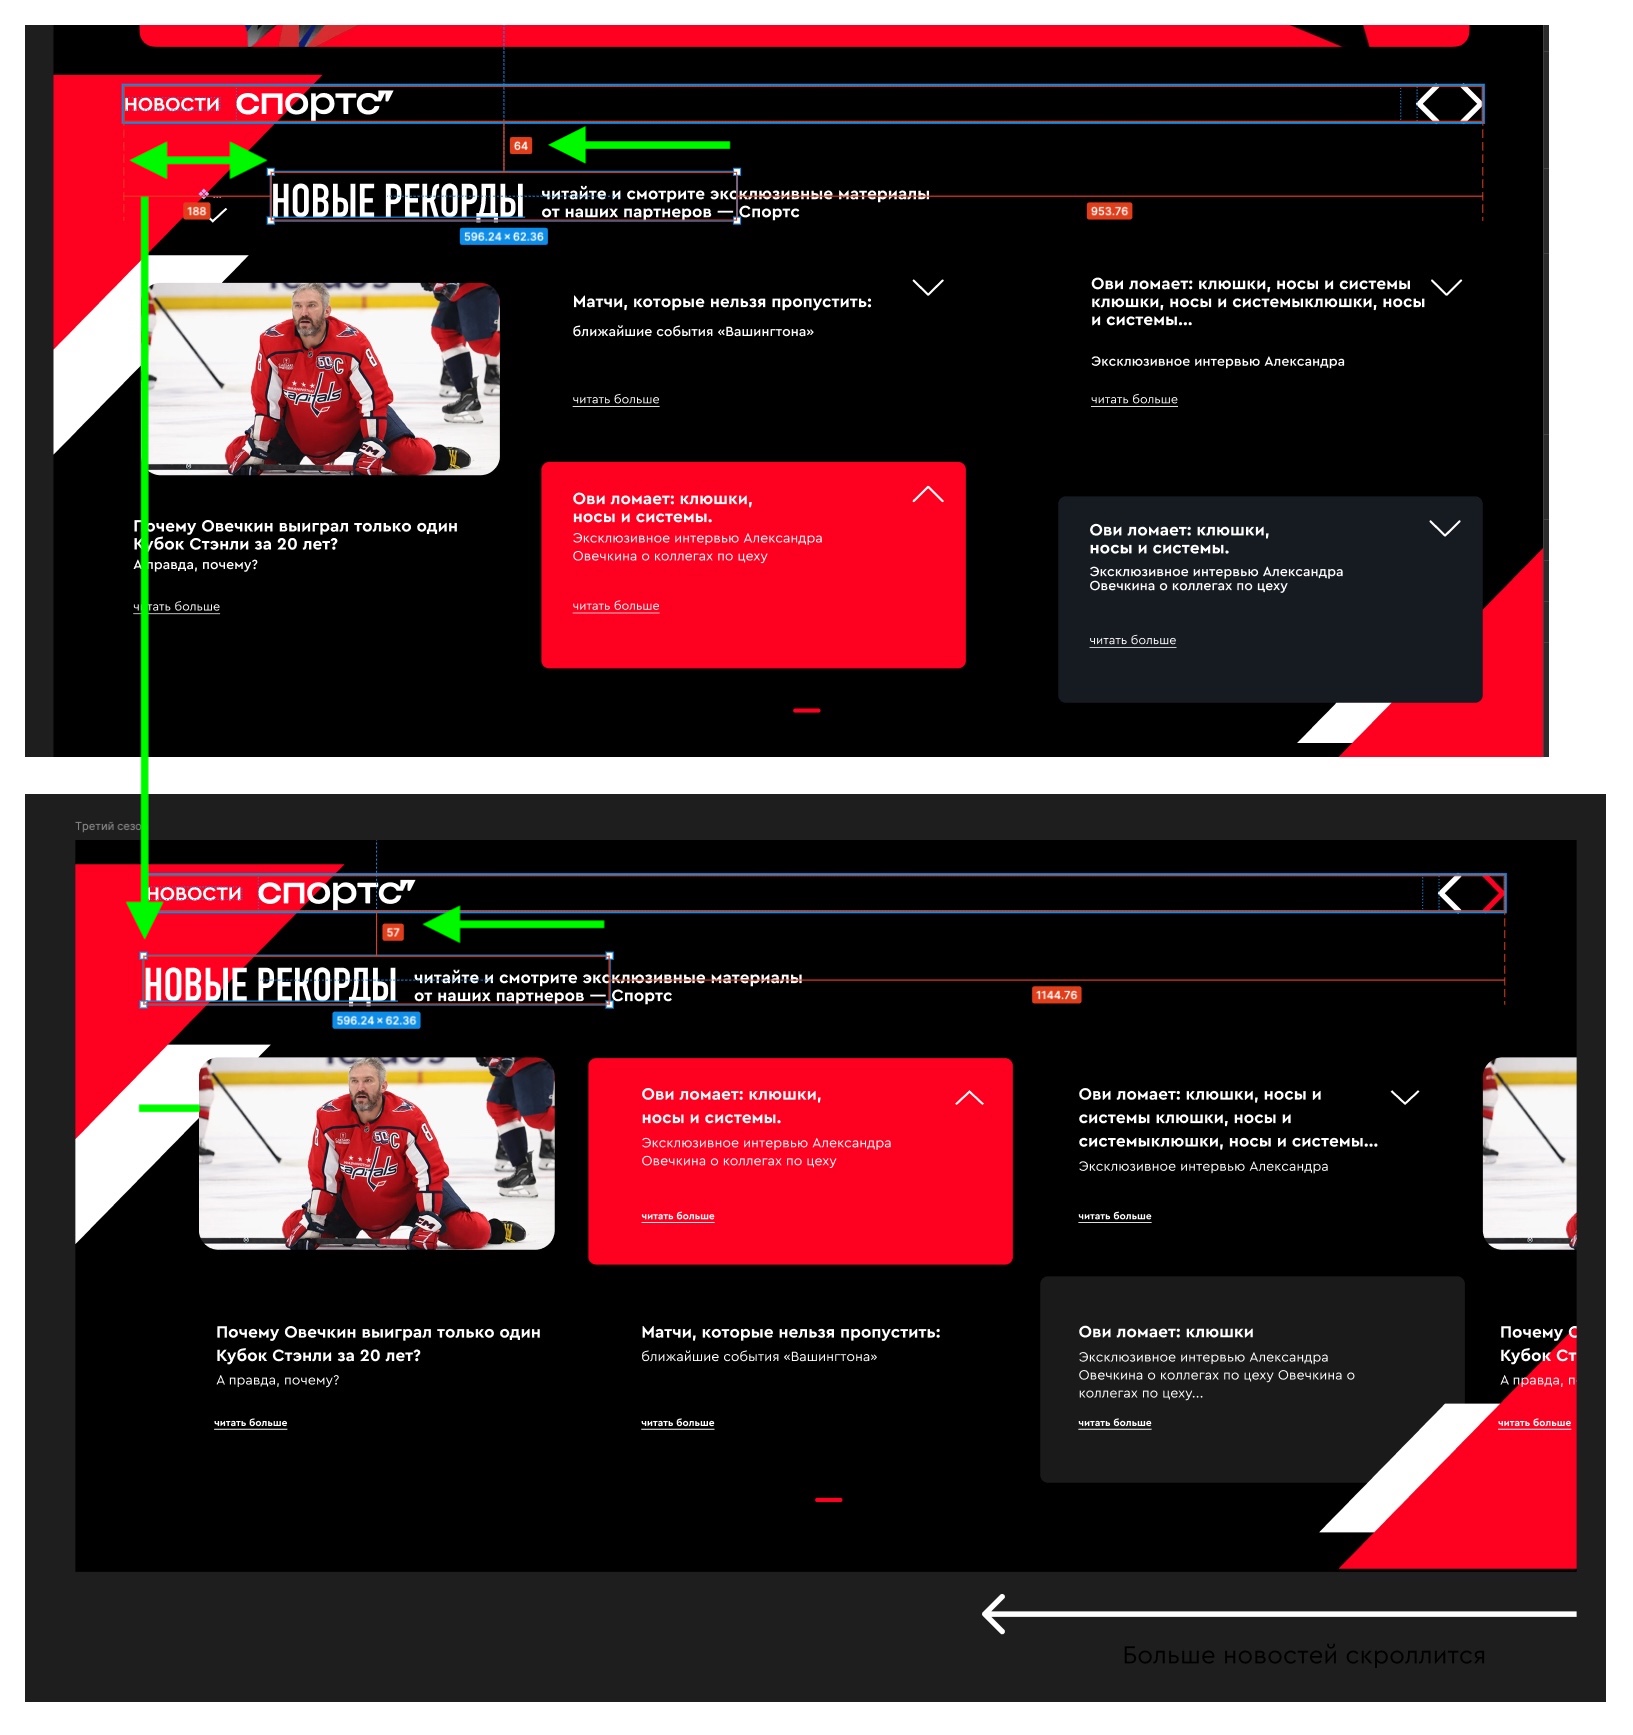 НОВОСТИ спортс”
64
НОВЫЕ РЕКОРДЫ
читайте и смотрите эксклюзивные материалы
от наших партнеров — Спортс
188
953.76
596.24 × 62.36
Матчи, которые нельзя пропустить:
ближайшие события «Вашингтона»
читать больше
Ови ломает: клюшки, носы и системы
клюшки, носы и системыклюшки, носы
и системы...
Эксклюзивное интервью Александра
читать больше
Почему Овечкин выиграл только один
Кубок Стэнли за 20 лет?
А правда, почему?
читать больше
Ови ломает: клюшки,
носы и системы.
Эксклюзивное интервью Александра
Овечкина о коллегах по цеху
читать больше
Ови ломает: клюшки,
носы и системы.
Эксклюзивное интервью Александра
Овечкина о коллегах по цеху
читать больше
Третий сезо
НОВОСТИ спортс”
57
НОВЫЕ РЕКОРДЫ
читайте и смотрите эксклюзивные материалы
от наших партнеров — Спортс
1144.76
596.24 × 62.36
Ови ломает: клюшки,
носы и системы.
Эксклюзивное интервью Александра
Овечкина о коллегах по цеху
читать больше
Ови ломает: клюшки, носы и
системы клюшки, носы и
системыклюшки, носы и системы...
Эксклюзивное интервью Александра
читать больше
Почему Овечкин выиграл только один
Кубок Стэнли за 20 лет?
А правда, почему?
читать больше
Матчи, которые нельзя пропустить:
ближайшие события «Вашингтона»
читать больше
Ови ломает: клюшки
Эксклюзивное интервью Александра
Овечкина о коллегах по цеху Овечкина о
коллегах по цеху...
читать больше
Почему О
Кубок Ст
А правда, п
читать больше
Больше новостей скроллится